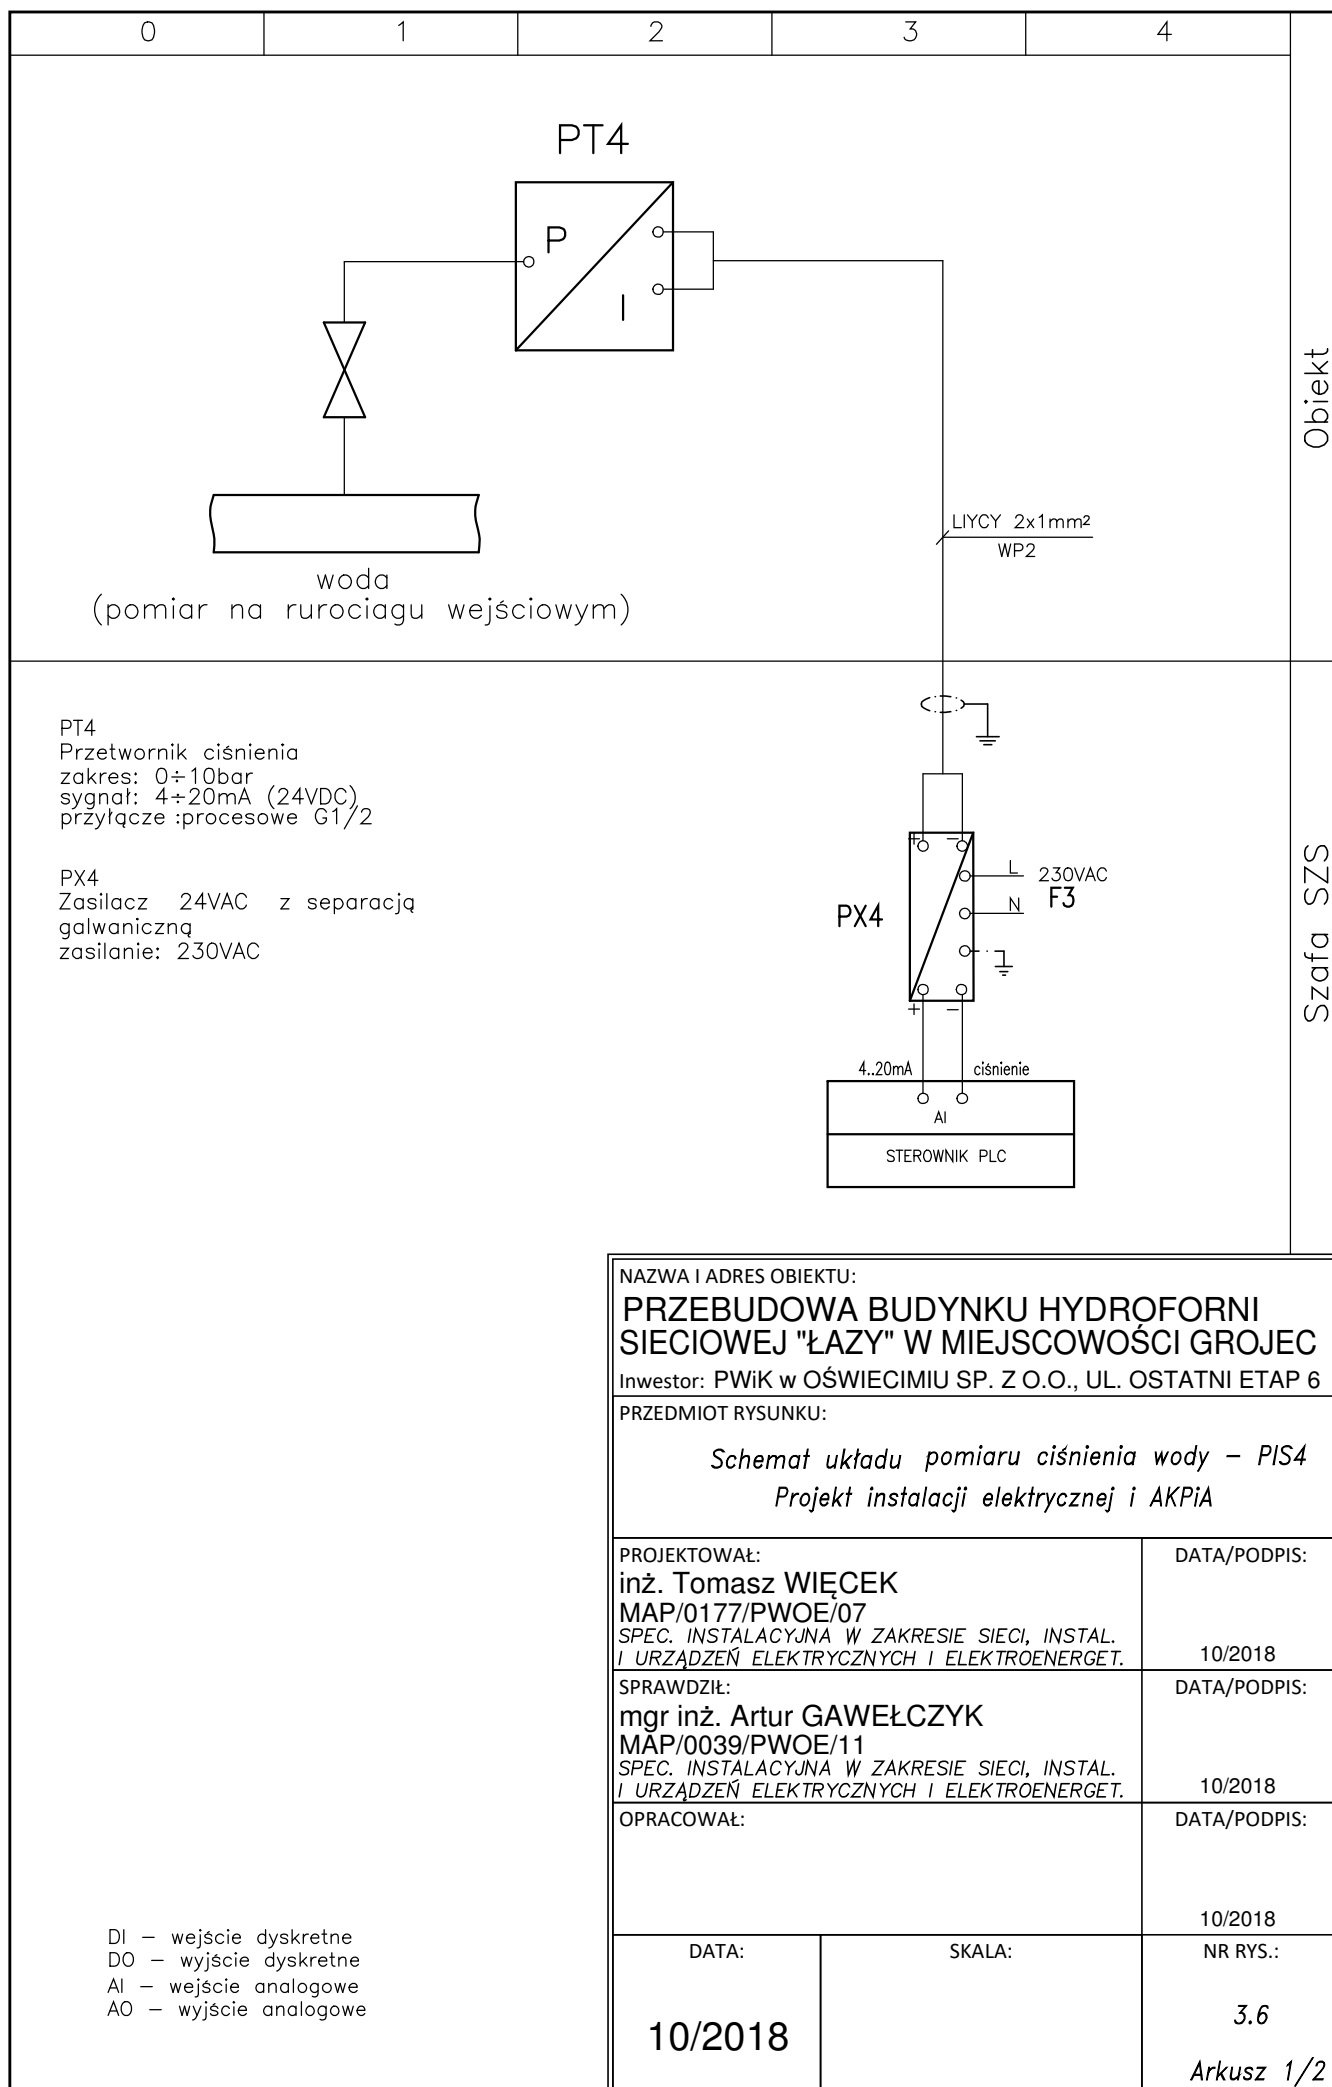 0 1 2 3 4
PT4
P
I
Obiekt
LIYCY 2x1mm²
WP2
woda
(pomiar na rurociagu wejściowym)
PT4
Przetwornik ciśnienia
zakres: 0÷10bar
sygnał: 4÷20mA (24VDC)
przyłącze :procesowe G1/2
PX4
Zasilacz 24VAC z separacją
galwaniczną
zasilanie: 230VAC
+ −
L 230VAC
PX4 N F3
+ −
Szafa SZS
4..20mA ciśnienie
AI
STEROWNIK PLC
NAZWA I ADRES OBIEKTU:
PRZEBUDOWA BUDYNKU HYDROFORNI
SIECIOWEJ "ŁAZY" W MIEJSCOWOŚCI GROJEC
Inwestor: PWiK w OŚWIECIMIU SP. Z O.O., UL. OSTATNI ETAP 6
PRZEDMIOT RYSUNKU:
Schemat układu pomiaru ciśnienia wody – PIS4
Projekt instalacji elektrycznej i AKPiA
PROJEKTOWAŁ: DATA/PODPIS:
inż. Tomasz WIĘCEK
MAP/0177/PWOE/07
SPEC. INSTALACYJNA W ZAKRESIE SIECI, INSTAL.
I URZĄDZEŃ ELEKTRYCZNYCH I ELEKTROENERGET. 10/2018
SPRAWDZIŁ: DATA/PODPIS:
mgr inż. Artur GAWEŁCZYK
MAP/0039/PWOE/11
SPEC. INSTALACYJNA W ZAKRESIE SIECI, INSTAL.
I URZĄDZEŃ ELEKTRYCZNYCH I ELEKTROENERGET. 10/2018
OPRACOWAŁ: DATA/PODPIS:
10/2018
DI – wejście dyskretne
DO – wyjście dyskretne
AI – wejście analogowe
AO – wyjście analogowe
DATA: SKALA: NR RYS.:
3.6
10/2018
Arkusz 1/2